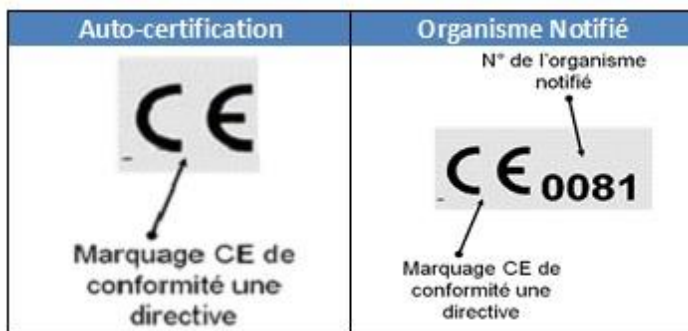 Auto-certification
CE
Marquage CE de
conformité une
directive
Organisme Notifié
N° de l'organisme
notifié
CE 0081
Marquage CE de
conformité une
directive